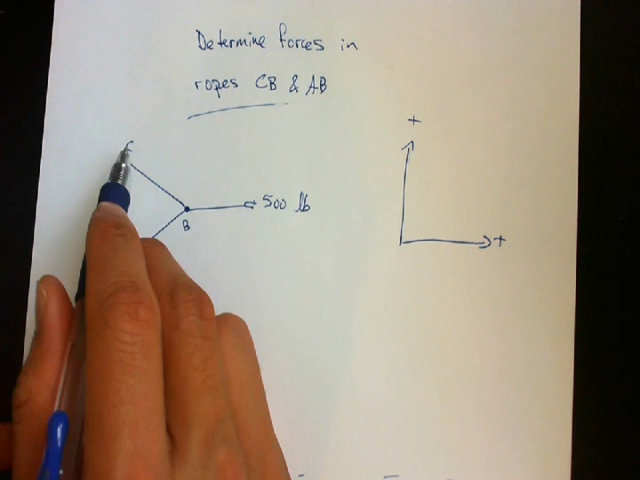 Determine forces in
ropes CB & AB
+
C
500 lb
B
+